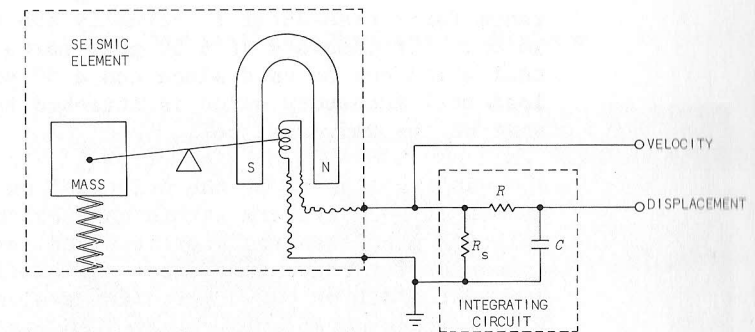 SEISMIC
ELEMENT
MASS
S
N
VELOCITY
DISPLACEMENT
R
Rs
C
INTEGRATING
CIRCUIT